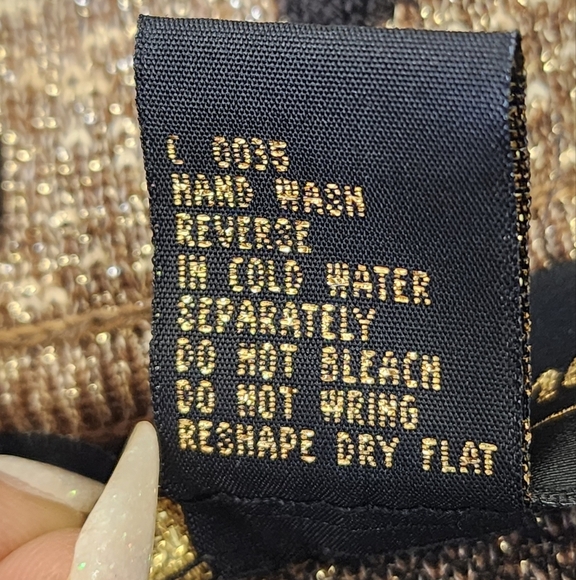 C 0035
HAND WASH
REVERSE
IN COLD WATER
SEPARATELY
DO NOT BLEACH
DO NOT WRING
RESHAPE DRY FLAT